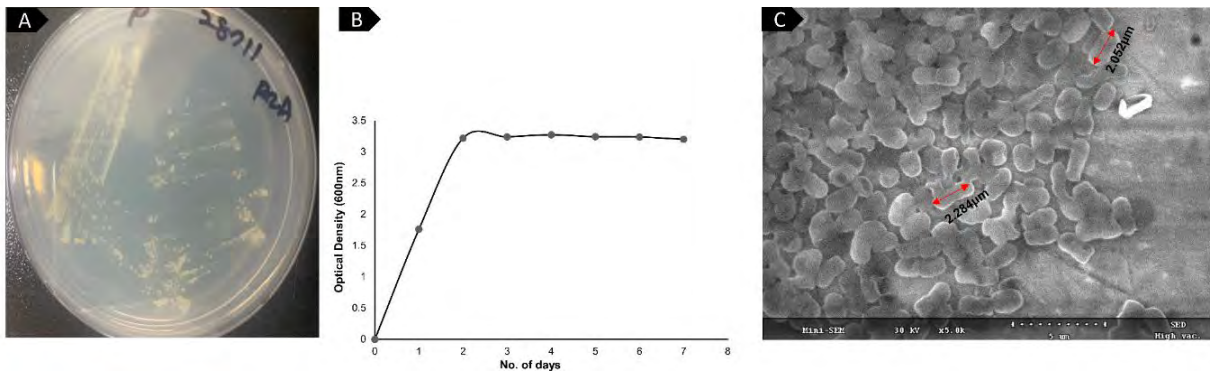 A
P
28711
R2A
B
3.5
3
2.5
2
1.5
1
0.5
0
0 1 2 3 4 5 6 7 8
Optical Density (600nm)
No. of days
C
2.052µm
2.284µm
Mini-SEM 30 kV x5.0k 5 um SED
High vac.